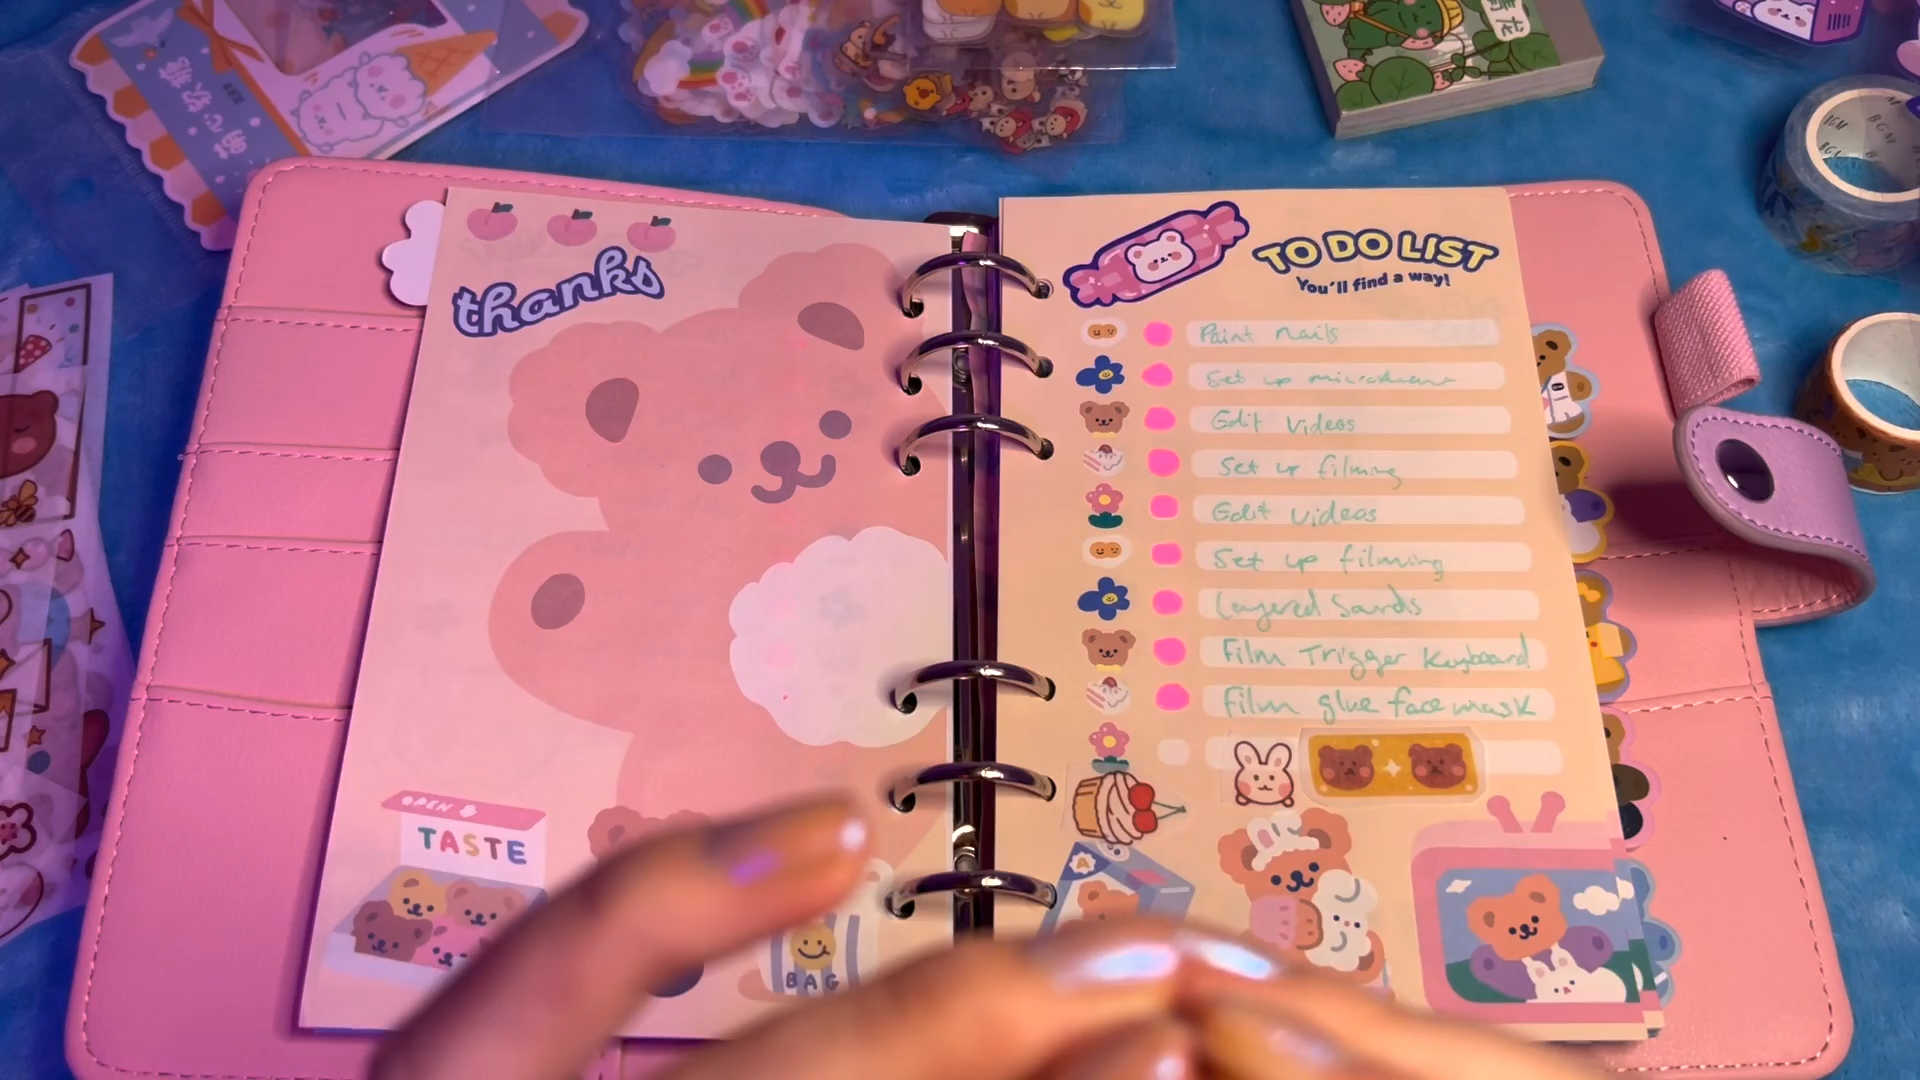 thanks
OPEN
TASTE
BAG
TO DO LIST
You'll find a way!
Paint nails
Set up
Edit videos
Set up filming
Edit videos
Set up filming
Layered Sands
Film Trigger Keyboard
Film glue face mask
A
BGM